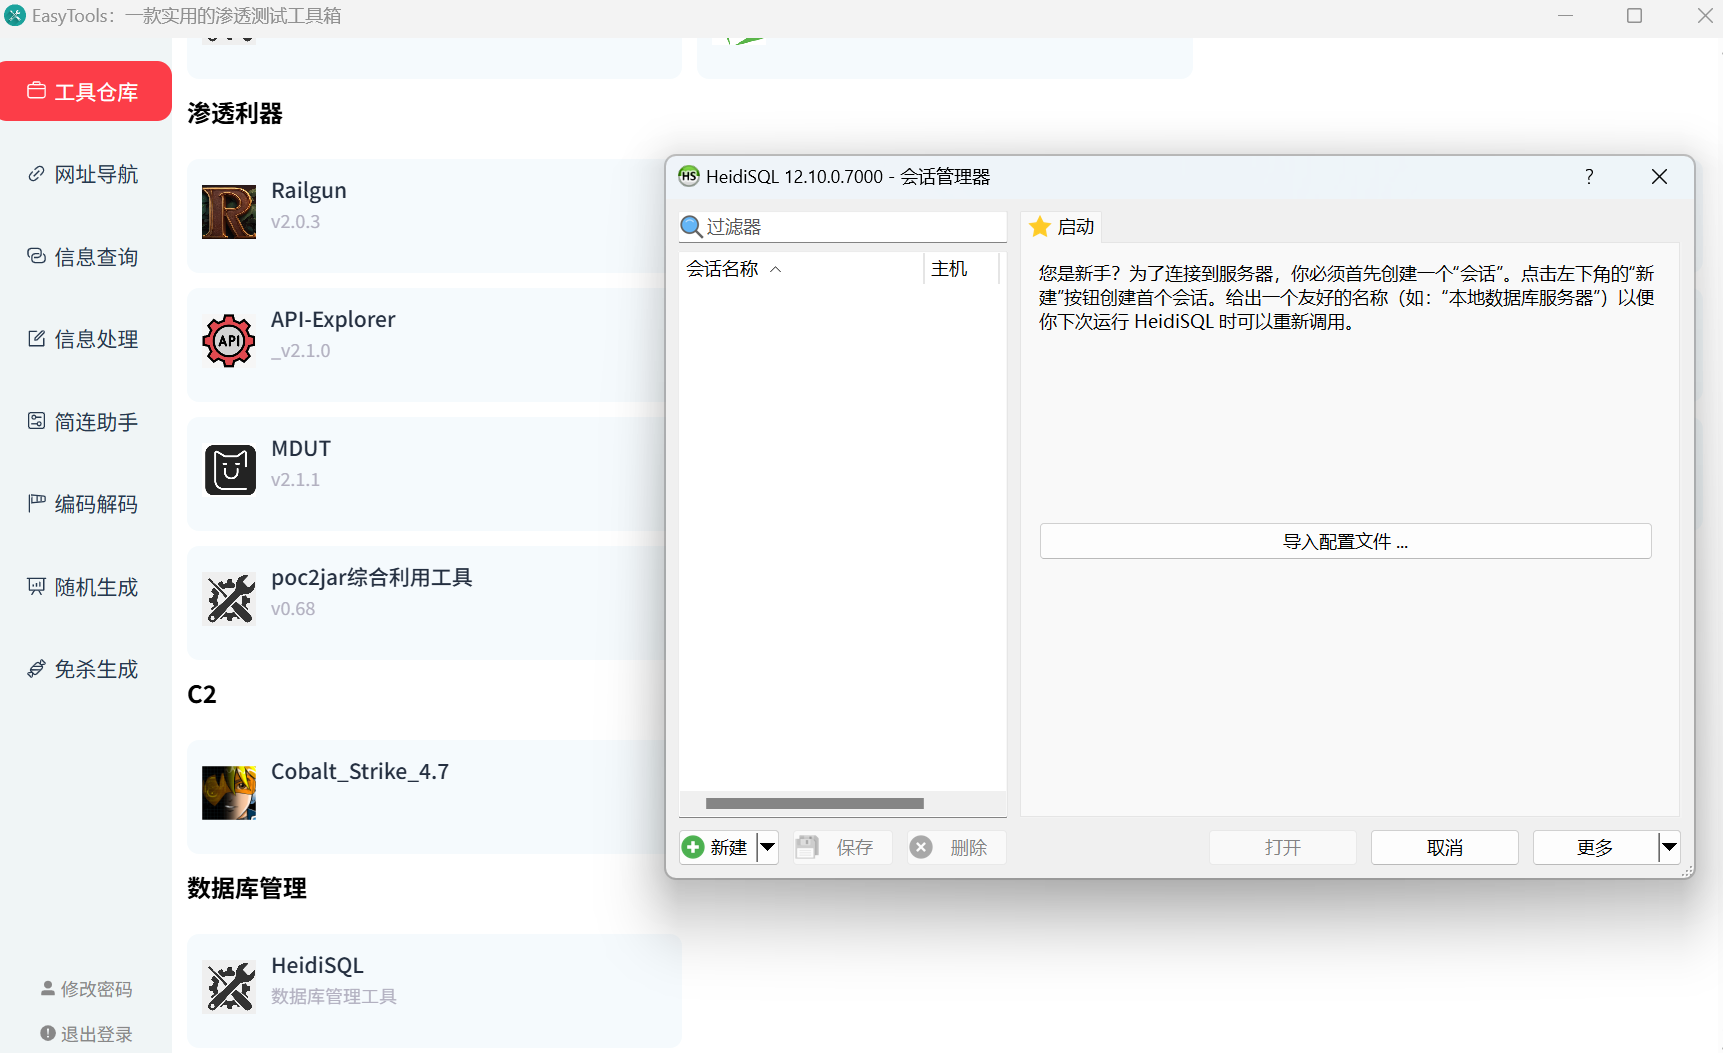 EasyTools：一款实用的渗透测试工具箱
工具仓库
网址导航
信息查询
信息处理
简连助手
编码解码
随机生成
免杀生成
修改密码
退出登录
渗透利器
Railgun
v2.0.3
API-Explorer
_v2.1.0
MDUT
v2.1.1
poc2jar综合利用工具
v0.68
C2
Cobalt_Strike_4.7
数据库管理
HeidiSQL
数据库管理工具
HS HeidiSQL 12.10.0.7000 - 会话管理器
?
过滤器
会话名称 主机
启动
您是新手？为了连接到服务器，你必须首先创建一个“会话”。点击左下角的“新
建”按钮创建首个会话。给出一个友好的名称（如：“本地数据库服务器”）以便
你下次运行 HeidiSQL 时可以重新调用。
导入配置文件 ...
新建 保存 删除 打开 取消 更多
R
API